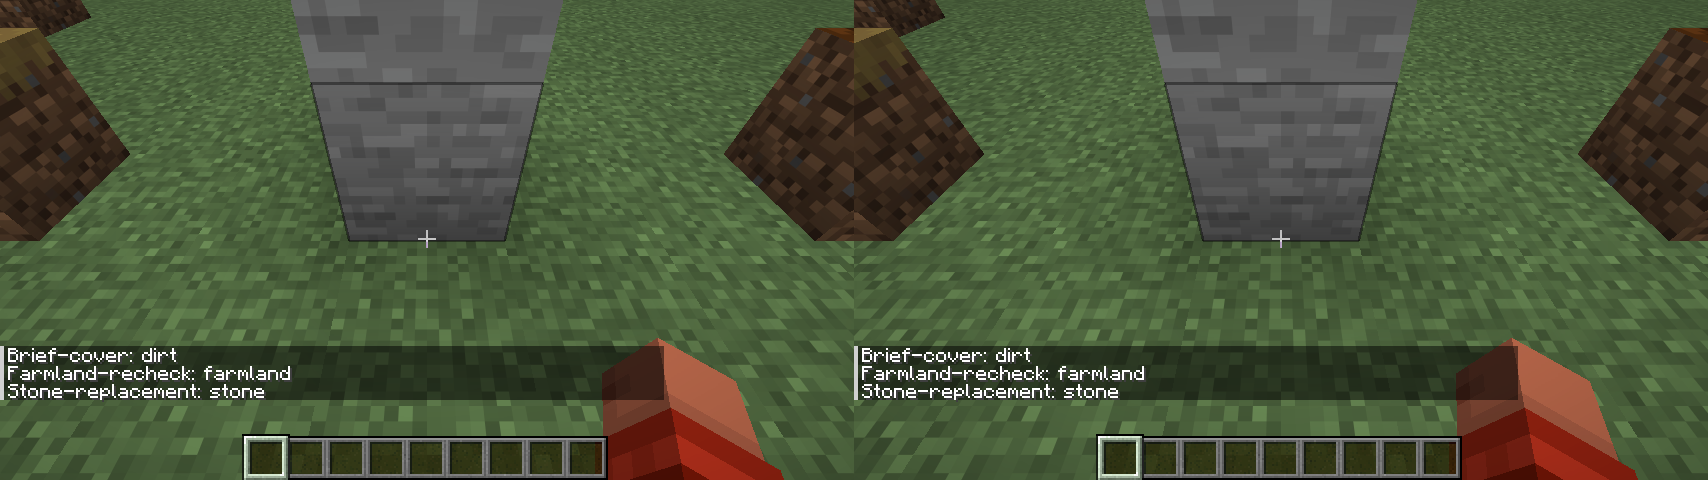 Brief-cover: dirt
Farmland-recheck: farmland
Stone-replacement: stone
Brief-cover: dirt
Farmland-recheck: farmland
Stone-replacement: stone